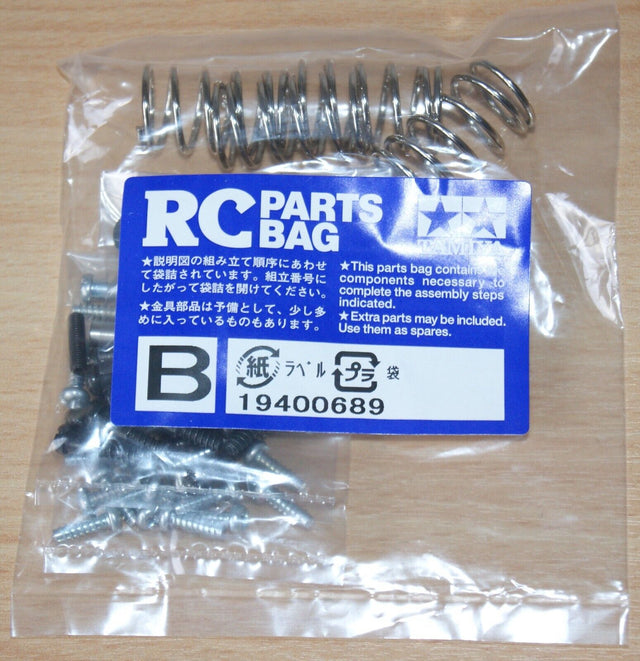 RC PARTS BAG
TAMIYA
★説明図の組み立て順序にあわせ
て袋詰されています。組立番号に
したがって袋詰を開けてください。
★金具部品は予備として、少し多
めに入っているものもあります。
★This parts bag contains the
components necessary to
complete the assembly steps
indicated.
★Extra parts may be included.
Use them as spares.
B
紙 ラベル プラ 袋
19400689